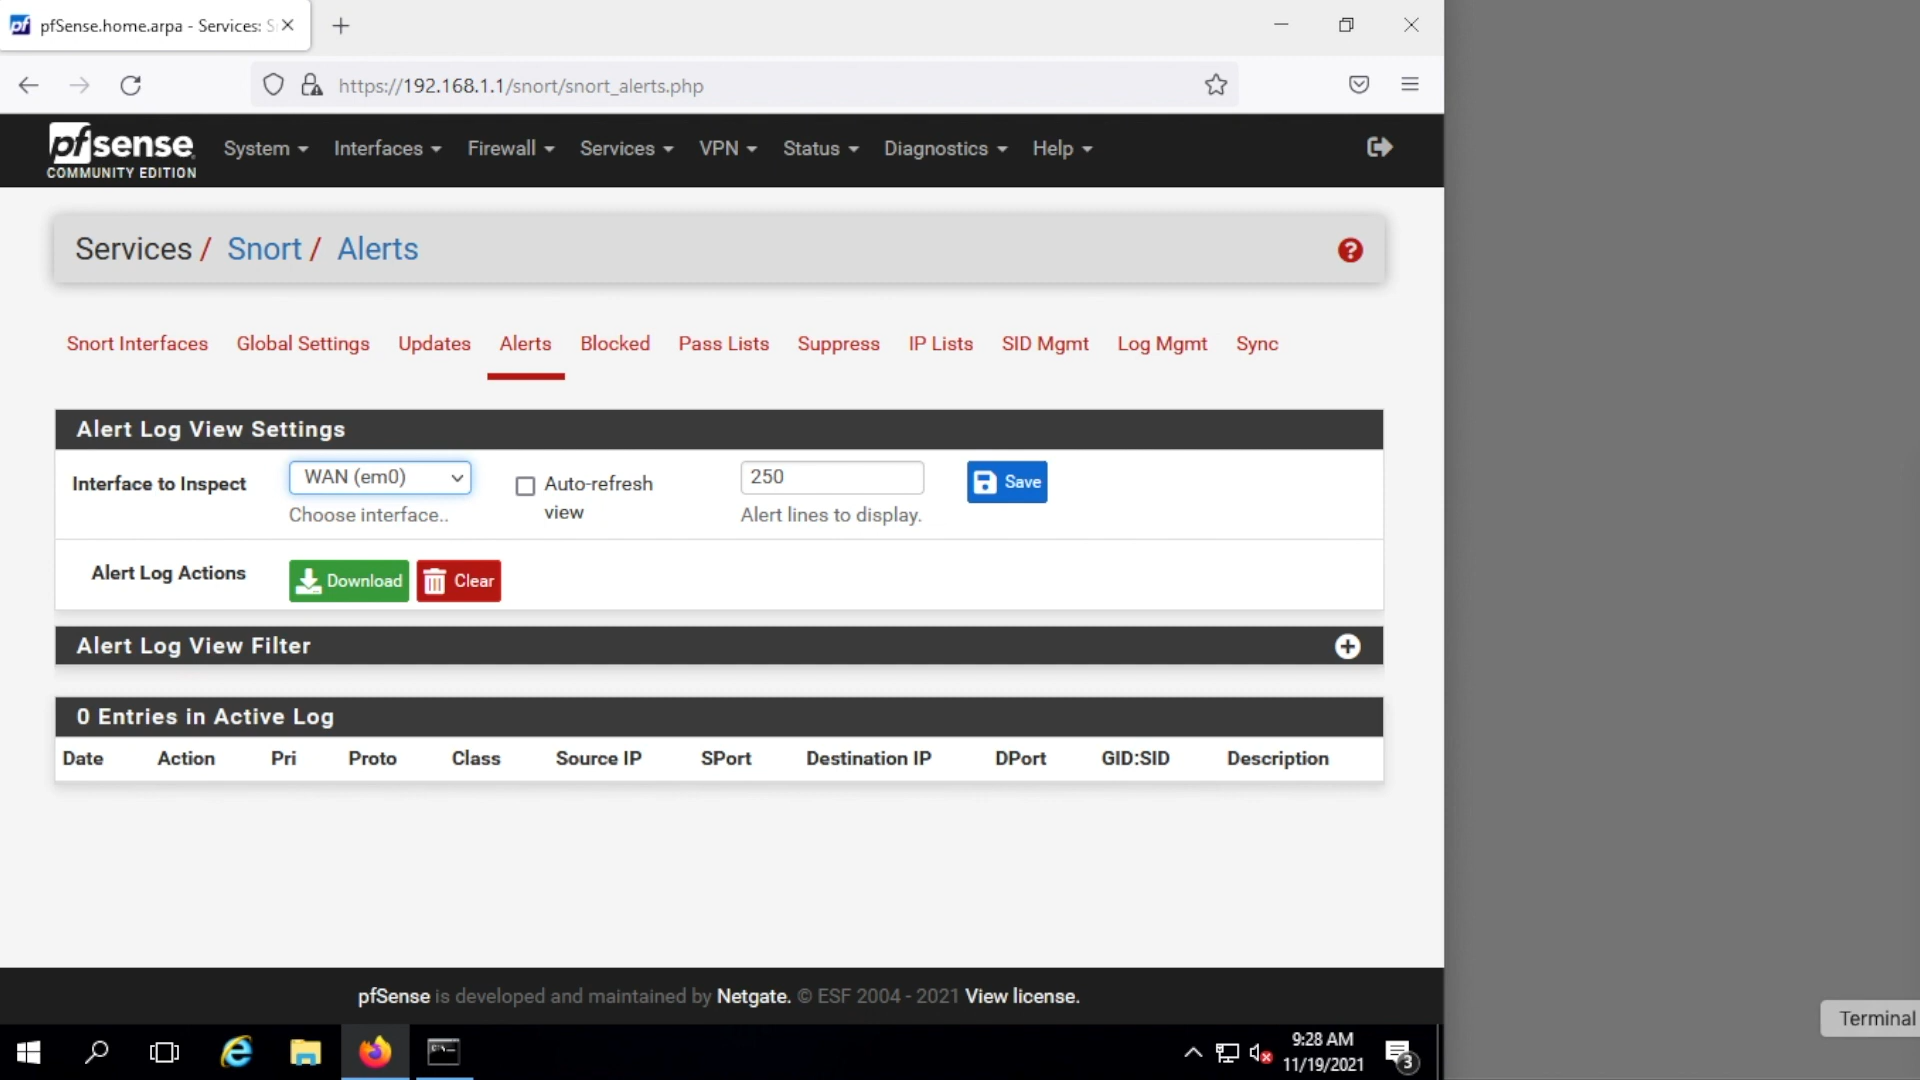 pfSense.home.arpa - Services: S
https://192.168.1.1/snort/snort_alerts.php
pfsense
COMMUNITY EDITION
System Interfaces Firewall Services VPN Status Diagnostics Help
Services / Snort / Alerts
Snort Interfaces Global Settings Updates Alerts Blocked Pass Lists Suppress IP Lists SID Mgmt Log Mgmt Sync
Alert Log View Settings
Interface to Inspect WAN (em0) Auto-refresh view 250 Save
Choose interface.. Alert lines to display.
Alert Log Actions Download Clear
Alert Log View Filter
0 Entries in Active Log
Date Action Pri Proto Class Source IP SPort Destination IP DPort GID:SID Description
pfSense is developed and maintained by Netgate. © ESF 2004 - 2021 View license.
Terminal
9:28 AM
11/19/2021
3